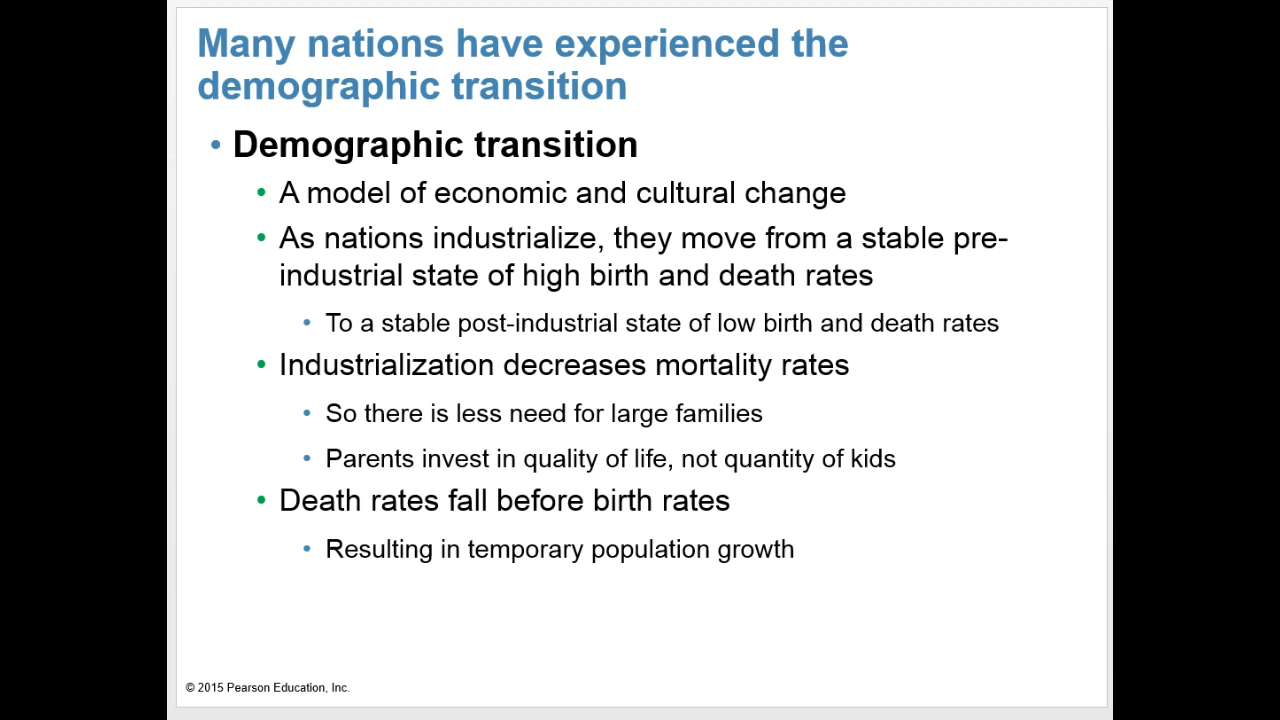 Many nations have experienced the
demographic transition
• Demographic transition
• A model of economic and cultural change
• As nations industrialize, they move from a stable pre-
industrial state of high birth and death rates
• To a stable post-industrial state of low birth and death rates
• Industrialization decreases mortality rates
• So there is less need for large families
• Parents invest in quality of life, not quantity of kids
• Death rates fall before birth rates
• Resulting in temporary population growth
© 2015 Pearson Education, Inc.